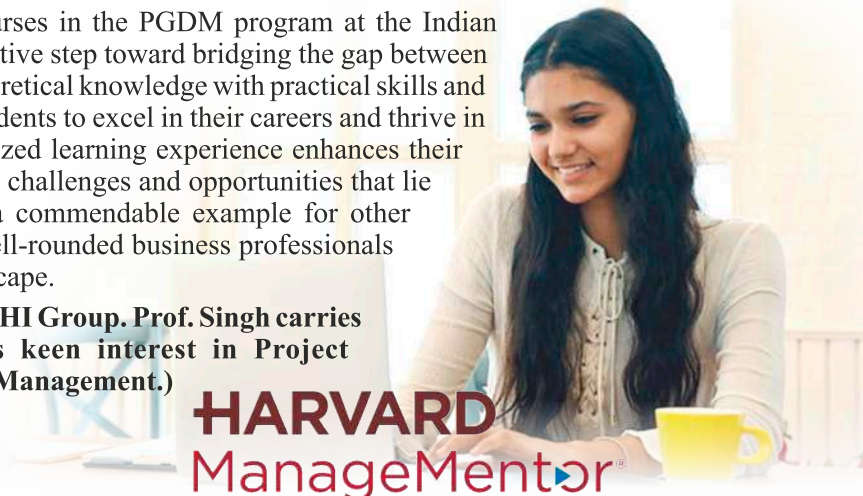 urses in the PGDM program at the Indian
tive step toward bridging the gap between
retical knowledge with practical skills and
dents to excel in their careers and thrive in
zed learning experience enhances their
challenges and opportunities that lie
a commendable example for other
ell-rounded business professionals
cape.
HI Group. Prof. Singh carries
s keen interest in Project
Management.)
HARVARD
ManageMentor®